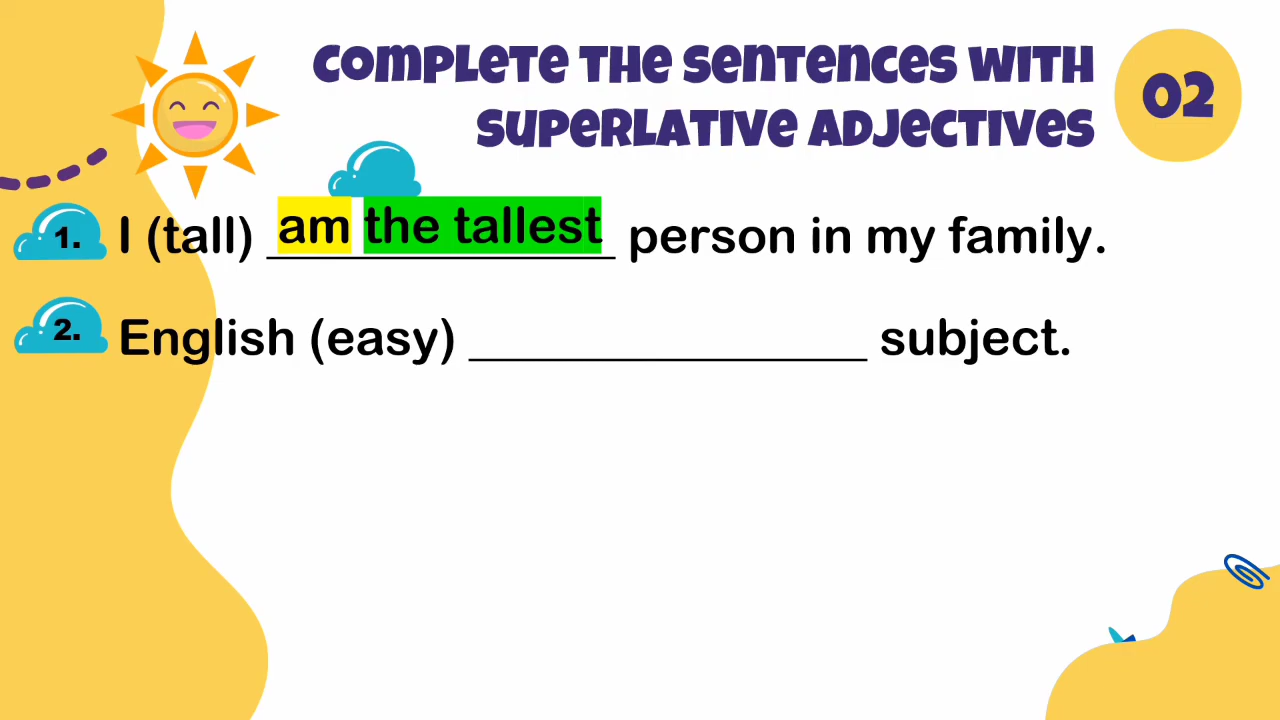 COMPLETE THE SENTENCES WITH
SUPERLATIVE ADJECTIVES
02
1. I (tall) am the tallest person in my family.
2. English (easy) _______________ subject.